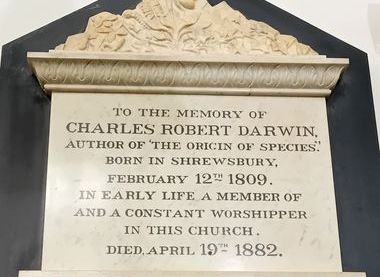 TO THE MEMORY OF
CHARLES ROBERT DARWIN,
AUTHOR OF 'THE ORIGIN OF SPECIES'.
BORN IN SHREWSBURY,
FEBRUARY 12TH 1809.
IN EARLY LIFE A MEMBER OF
AND A CONSTANT WORSHIPPER
IN THIS CHURCH.
DIED, APRIL 19TH 1882.